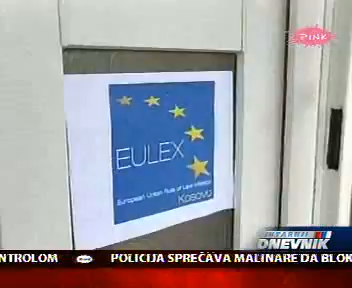 PINK
EULEX
European Union Rule of Law Mission
Kosovo
DNEVNIK
NTROLOM
POLICIJA SPREČAVA MALINARE DA BLOK